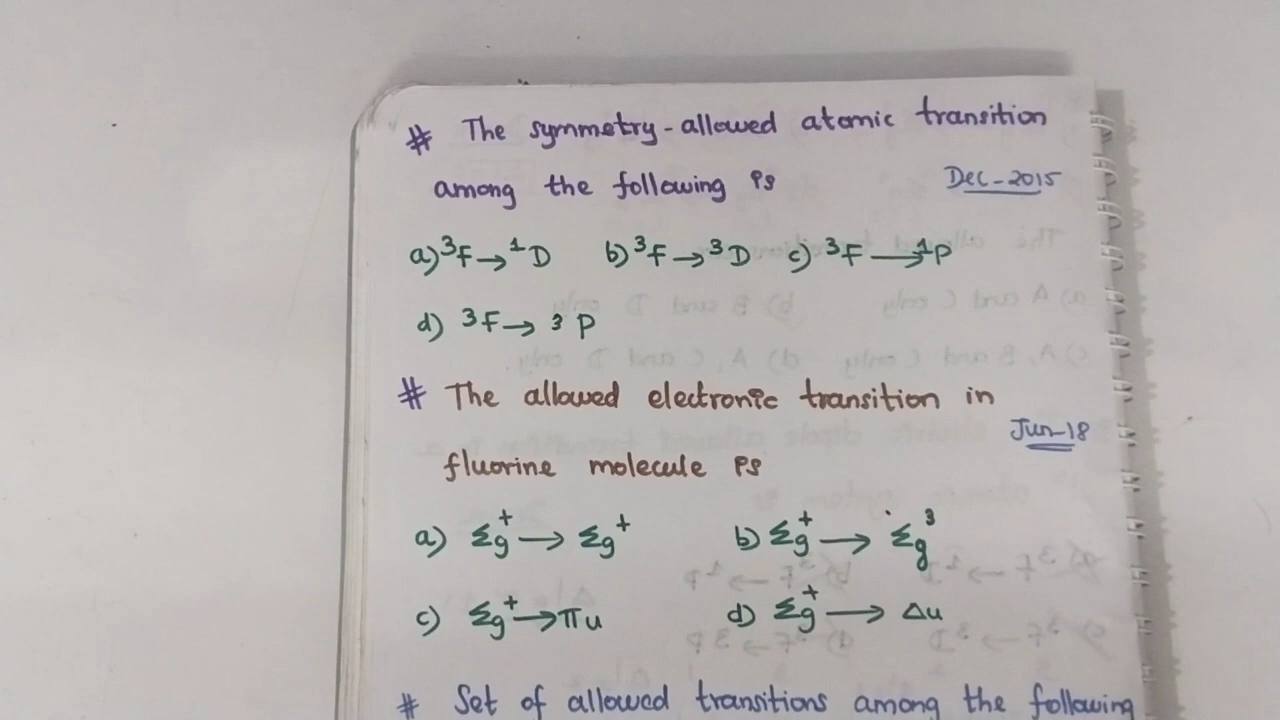 # The symmetry-allowed atomic transition
among the following is Dec-2015
a) ³F→¹D b) ³F→³D c) ³F→¹P
d) ³F→ ³P
# The allowed electronic transition in
Jun-18
fluorine molecule is
a) Σg⁺→ Σg⁺ b) Σg⁺→ Σg³
c) Σg⁺→πu d) Σg⁺→ Δu
# Set of allowed transitions among the following